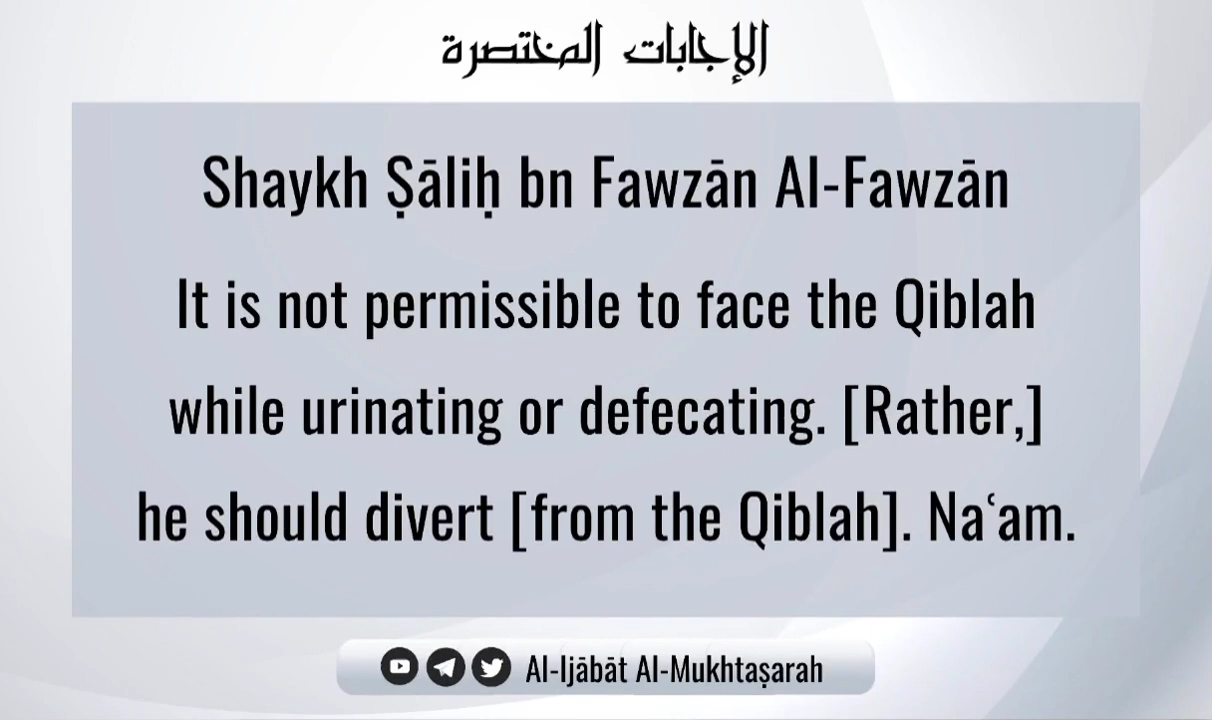 الإجابات المختصرة
Shaykh Ṣāliḥ bn Fawzān Al-Fawzān
It is not permissible to face the Qiblah
while urinating or defecating. [Rather,]
he should divert [from the Qiblah]. Naʿam.
Al-Ijābāt Al-Mukhtaṣarah